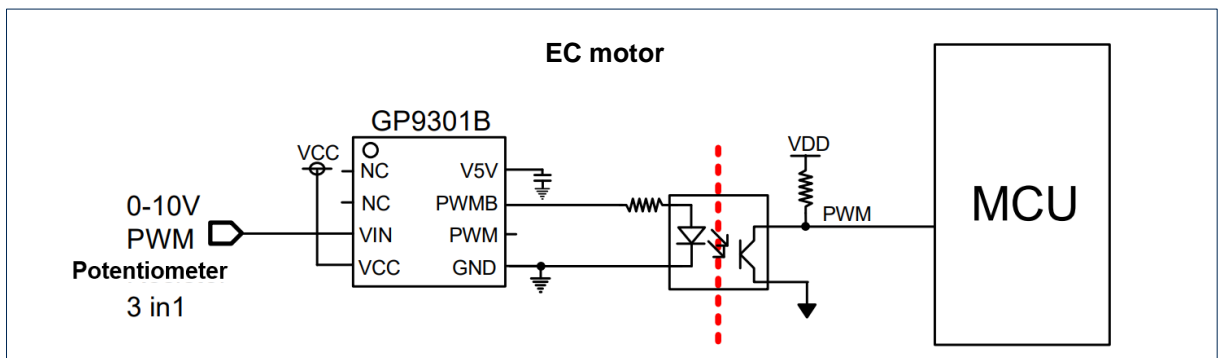 EC motor
GP9301B
VCC
NC
V5V
VDD
0-10V
NC
PWMB
PWM
MCU
PWM
VIN
PWM
Potentiometer
VCC
GND
3 in1